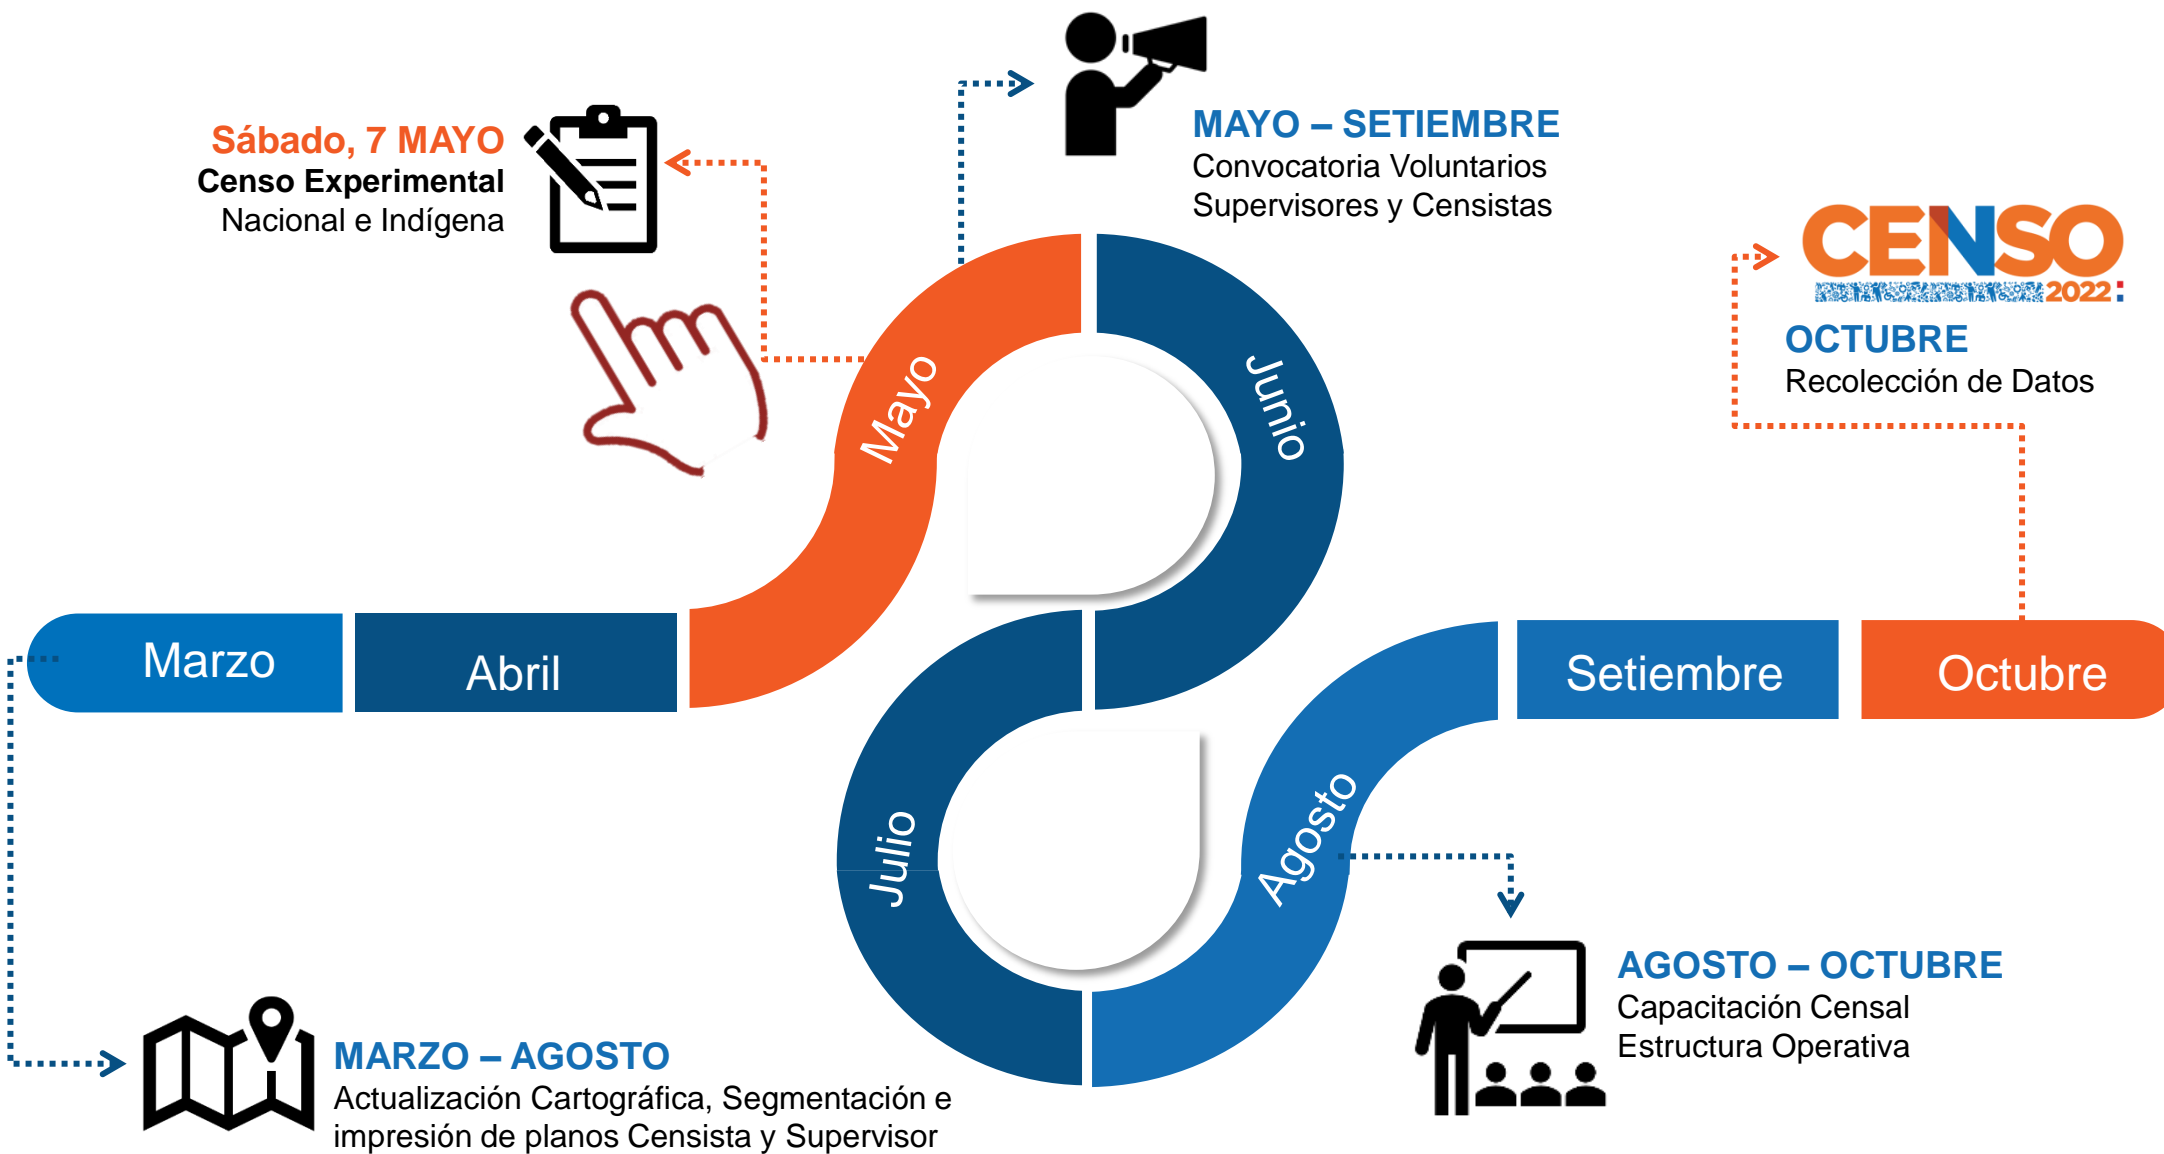 Sábado, 7 MAYO
Censo Experimental
Nacional e Indígena
MAYO – SETIEMBRE
Convocatoria Voluntarios
Supervisores y Censistas
CENSO
2022
OCTUBRE
Recolección de Datos
Marzo
Abril
Mayo
Junio
Julio
Agosto
Setiembre
Octubre
MARZO – AGOSTO
Actualización Cartográfica, Segmentación e
impresión de planos Censista y Supervisor
AGOSTO – OCTUBRE
Capacitación Censal
Estructura Operativa